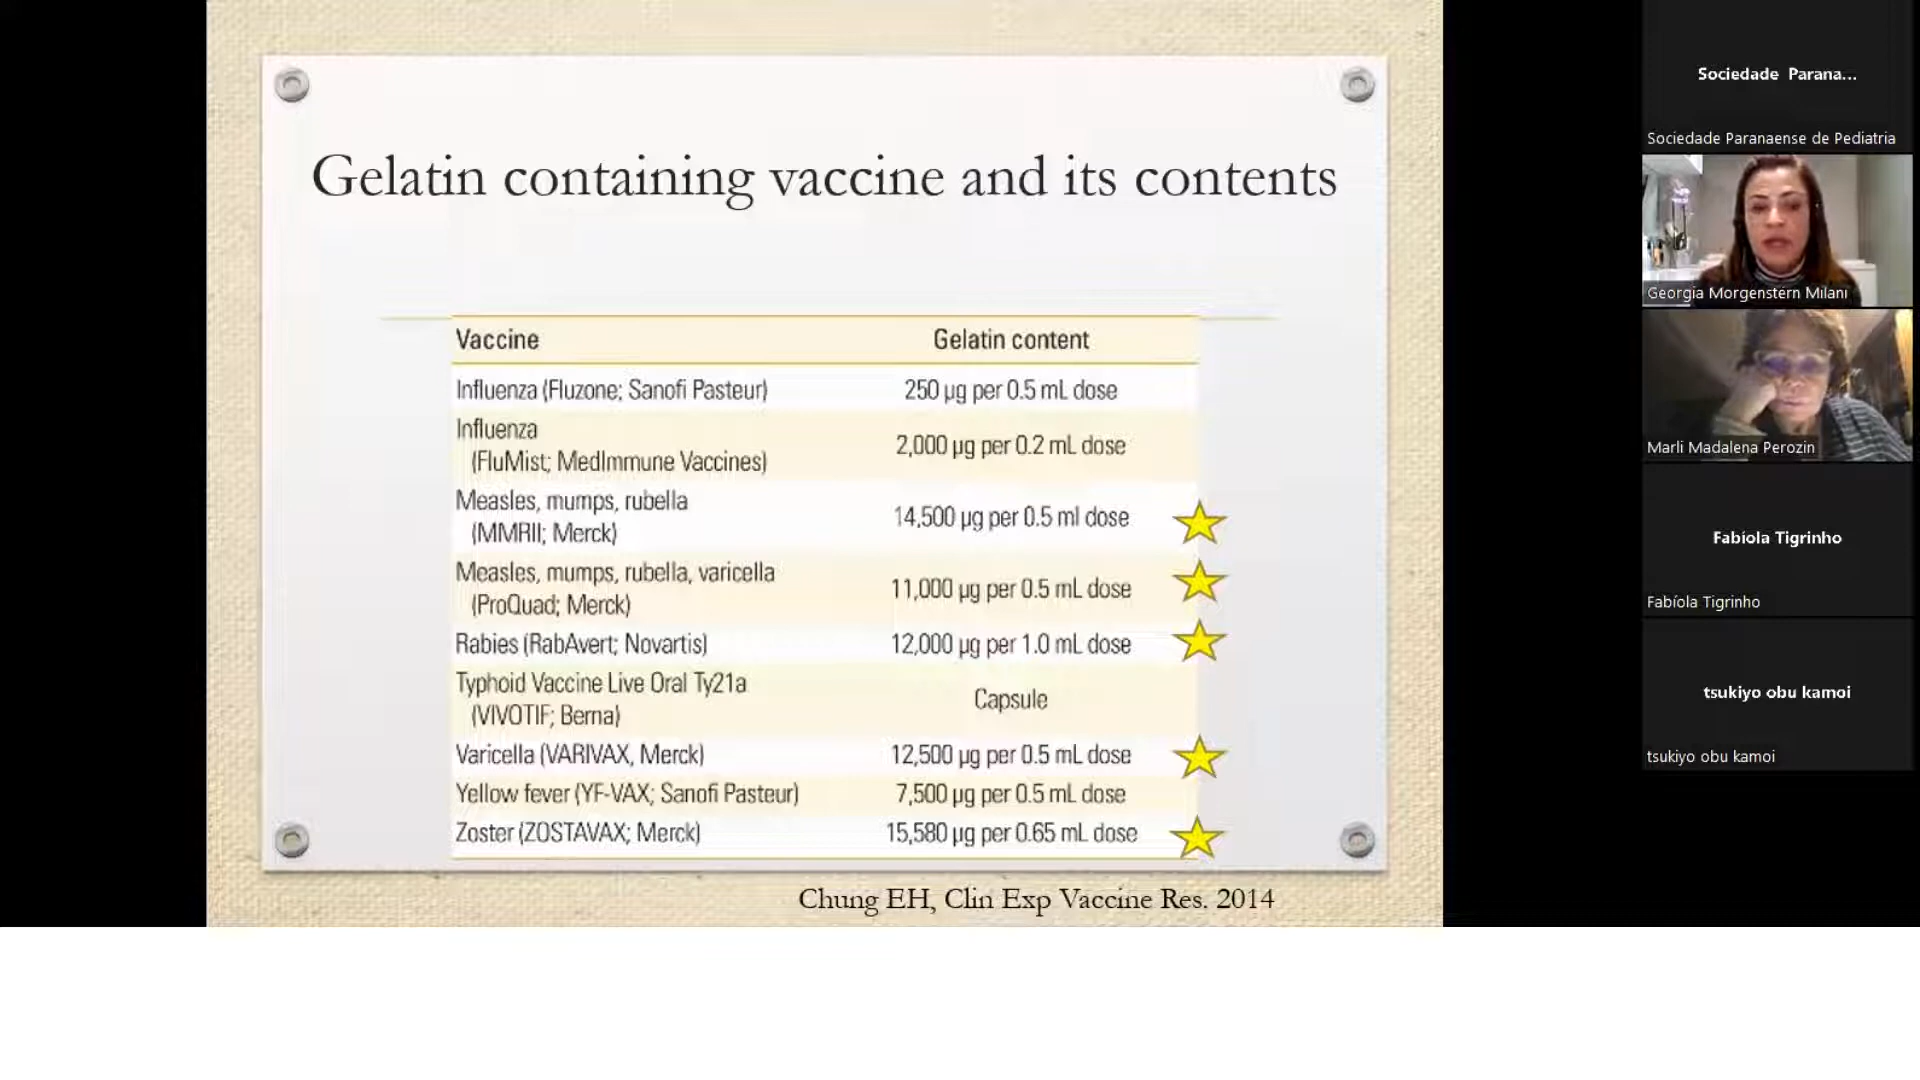 Gelatin containing vaccine and its contents
Vaccine Gelatin content
Influenza (Fluzone; Sanofi Pasteur) 250 µg per 0.5 mL dose
Influenza
(FluMist; MedImmune Vaccines) 2,000 µg per 0.2 mL dose
Measles, mumps, rubella
(MMRII; Merck) 14,500 µg per 0.5 ml dose
Measles, mumps, rubella, varicella
(ProQuad; Merck) 11,000 µg per 0.5 mL dose
Rabies (RabAvert; Novartis) 12,000 µg per 1.0 mL dose
Typhoid Vaccine Live Oral Ty21a
(VIVOTIF; Berna) Capsule
Varicella (VARIVAX, Merck) 12,500 µg per 0.5 mL dose
Yellow fever (YF-VAX; Sanofi Pasteur) 7,500 µg per 0.5 mL dose
Zoster (ZOSTAVAX; Merck) 15,580 µg per 0.65 mL dose
Chung EH, Clin Exp Vaccine Res. 2014
Sociedade Parana...
Sociedade Paranaense de Pediatria
Georgia Morgenstern Milani
Marli Madalena Perozin
Fabíola Tigrinho
Fabíola Tigrinho
tsukiyo obu kamoi
tsukiyo obu kamoi